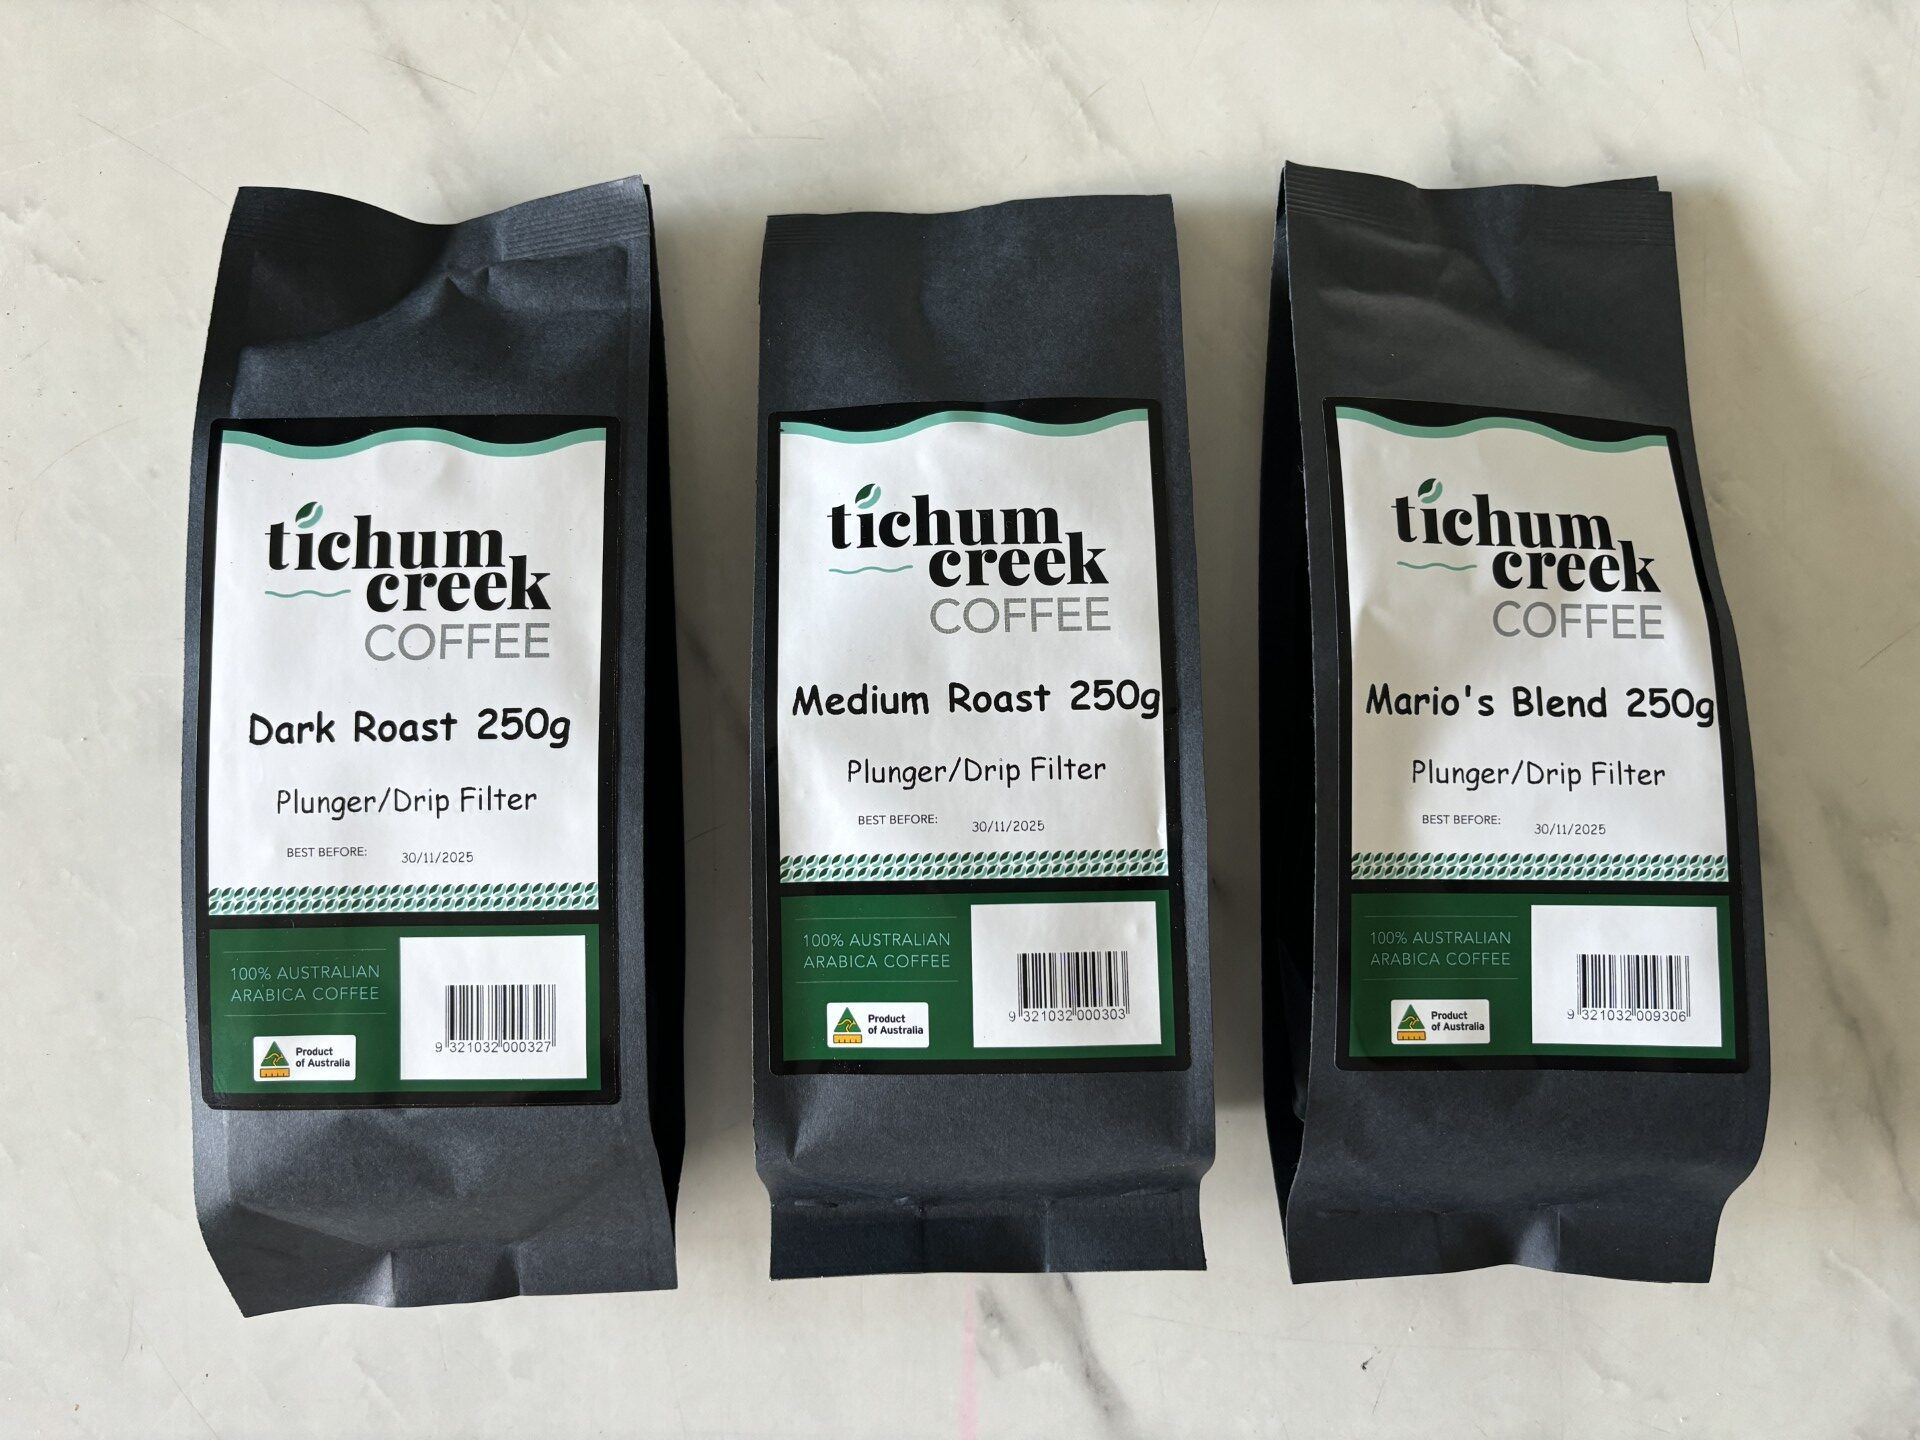 tichum
creek
COFFEE
Dark Roast 250g
Plunger/Drip Filter
BEST BEFORE: 30/11/2025
100% AUSTRALIAN
ARABICA COFFEE
Product
of Australia
9 321032 000327
tichum
creek
COFFEE
Medium Roast 250g
Plunger/Drip Filter
BEST BEFORE: 30/11/2025
100% AUSTRALIAN
ARABICA COFFEE
Product
of Australia
9 321032 000303
tichum
creek
COFFEE
Mario's Blend 250g
Plunger/Drip Filter
BEST BEFORE: 30/11/2025
100% AUSTRALIAN
ARABICA COFFEE
Product
of Australia
9 321032 009306